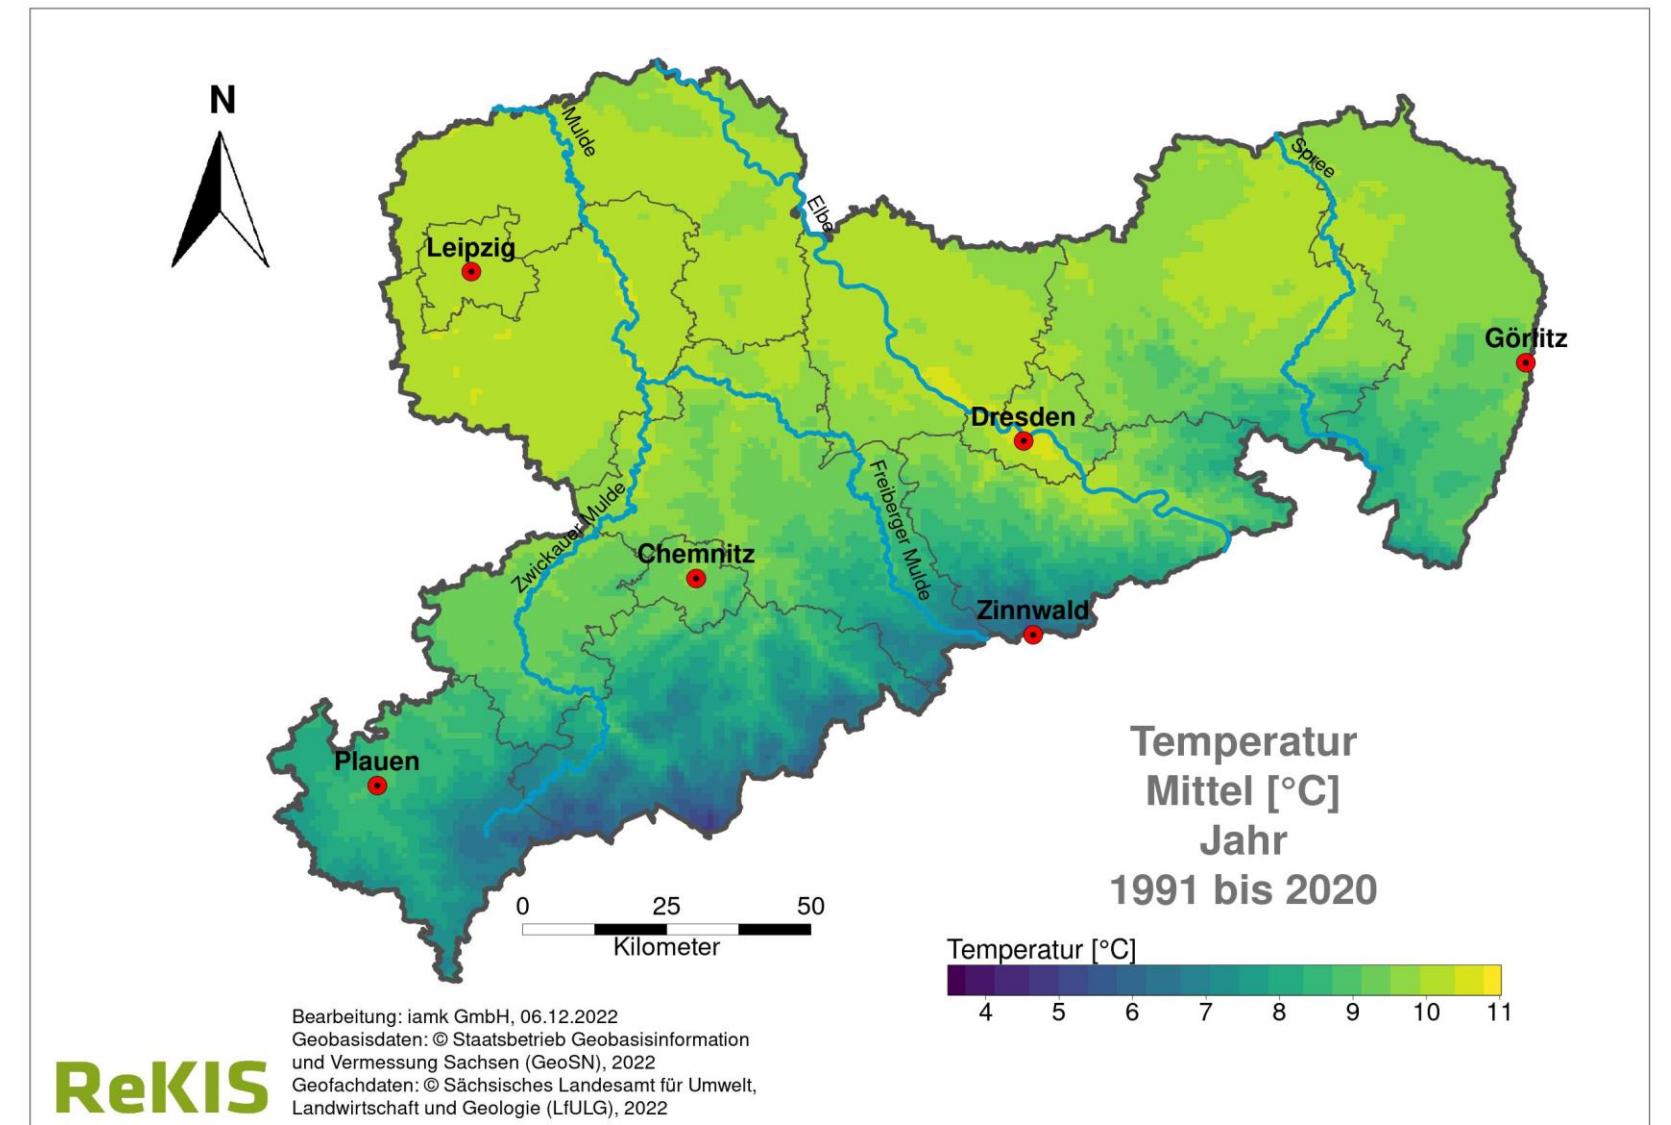 N
Mulde
Elbe
Spree
Leipzig
Görlitz
Dresden
Zwickauer Mulde
Freiberger Mulde
Chemnitz
Zinnwald
Plauen
Temperatur
Mittel [°C]
Jahr
1991 bis 2020
0 25 50
Kilometer
Temperatur [°C]
4 5 6 7 8 9 10 11
Bearbeitung: iamk GmbH, 06.12.2022
Geobasisdaten: © Staatsbetrieb Geobasisinformation
und Vermessung Sachsen (GeoSN), 2022
Geofachdaten: © Sächsisches Landesamt für Umwelt,
Landwirtschaft und Geologie (LfULG), 2022
ReKIS